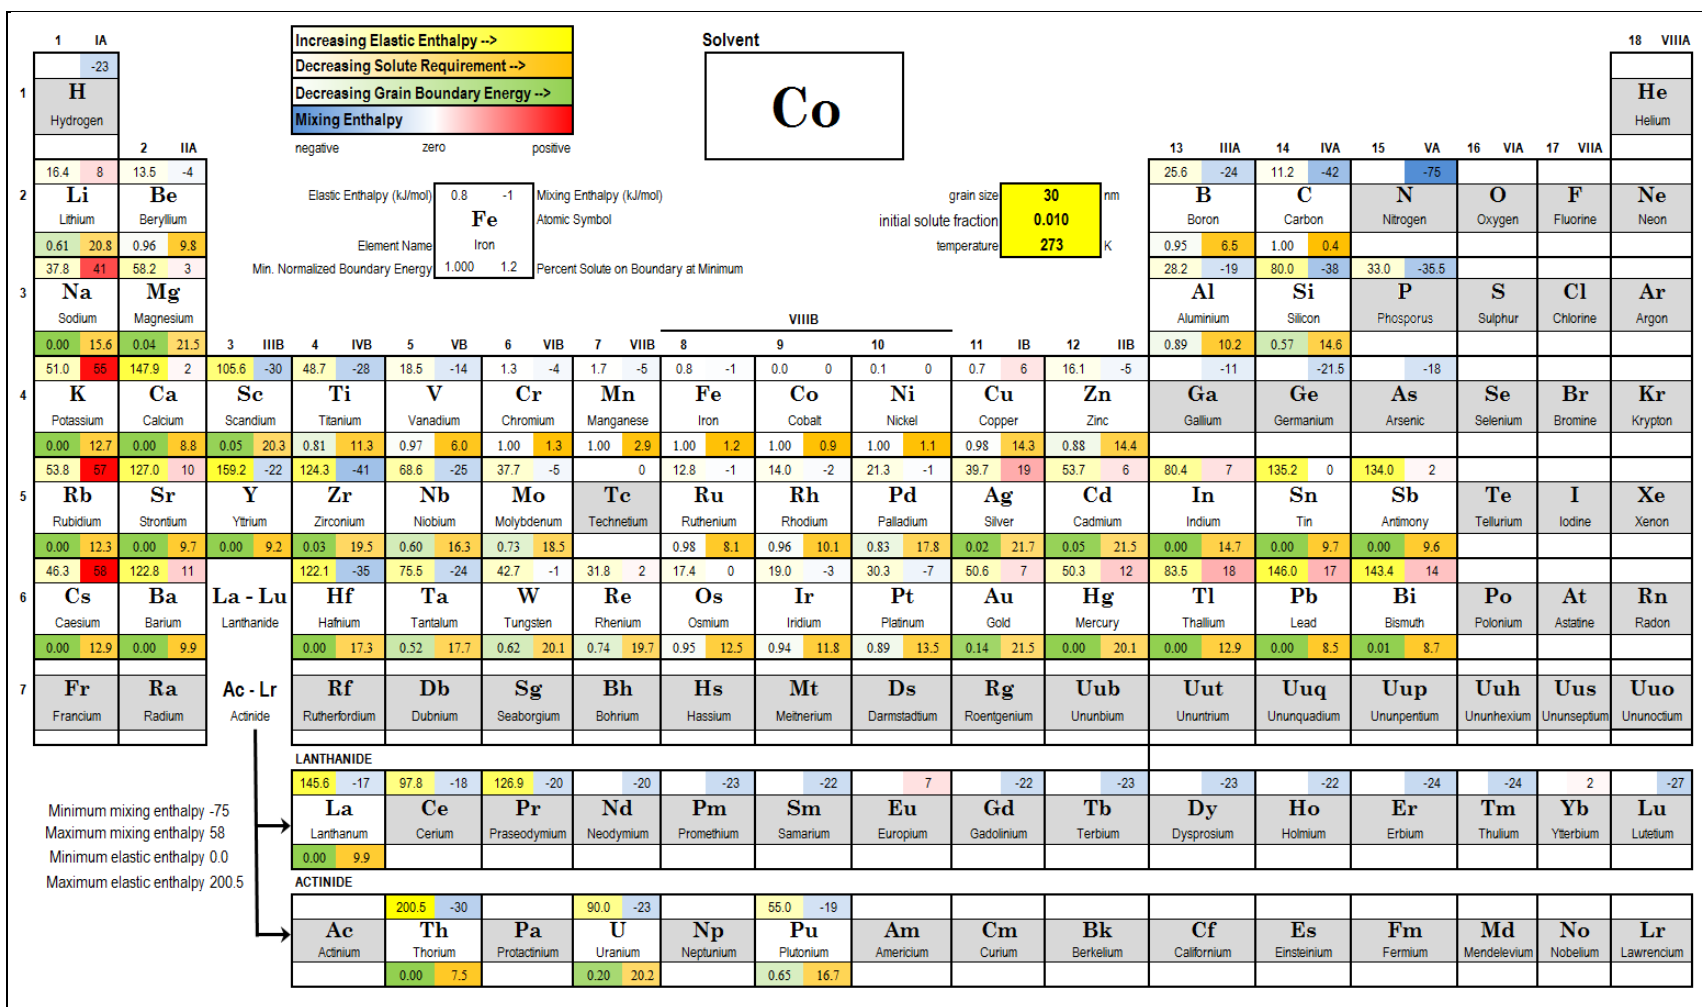 1 IA
Increasing Elastic Enthalpy -->
Solvent
18 VIIIA
-23
Decreasing Solute Requirement -->
1 H He
Decreasing Grain Boundary Energy -->
Co
Hydrogen Helium
Mixing Enthalpy
2 IIA
negative zero positive
13 IIIA 14 IVA 15 VA 16 VIA 17 VIIA
16.4 8 13.5 -4 25.6 -24 11.2 -42 -75
2 Li Be B C N O F Ne
Lithium Beryllium Boron Carbon Nitrogen Oxygen Fluorine Neon
0.61 20.8 0.96 9.8 0.95 6.5 1.00 0.4
Elastic Enthalpy (kJ/mol) 0.8 -1 Mixing Enthalpy (kJ/mol)
Fe Atomic Symbol
Element Name Iron
Min. Normalized Boundary Energy 1.000 1.2 Percent Solute on Boundary at Minimum
grain size 30 nm
initial solute fraction 0.010
temperature 273 K
37.8 41 58.2 3 28.2 -19 80.0 -38 33.0 -35.5
3 Na Mg Al Si P S Cl Ar
Sodium Magnesium Aluminium Silicon Phosporus Sulphur Chlorine Argon
VIIIB
0.00 15.6 0.04 21.5 3 IIIB 4 IVB 5 VB 6 VIB 7 VIIB 8 9 10 11 IB 12 IIB 0.89 10.2 0.57 14.6
51.0 55 147.9 2 105.6 -30 48.7 -28 18.5 -14 1.3 -4 1.7 -5 0.8 -1 0.0 0 0.1 0 0.7 6 16.1 -5 -11 -21.5 -18
4 K Ca Sc Ti V Cr Mn Fe Co Ni Cu Zn Ga Ge As Se Br Kr
Potassium Calcium Scandium Titanium Vanadium Chromium Manganese Iron Cobalt Nickel Copper Zinc Gallium Germanium Arsenic Selenium Bromine Krypton
0.00 12.7 0.00 8.8 0.05 20.3 0.81 11.3 0.97 6.0 1.00 1.3 1.00 2.9 1.00 1.2 1.00 0.9 1.00 1.1 0.98 14.3 0.88 14.4
53.8 57 127.0 10 159.2 -22 124.3 -41 68.6 -25 37.7 -5 0 12.8 -1 14.0 -2 21.3 -1 39.7 19 53.7 6 80.4 7 135.2 0 134.0 2
5 Rb Sr Y Zr Nb Mo Tc Ru Rh Pd Ag Cd In Sn Sb Te I Xe
Rubidium Strontium Yttrium Zirconium Niobium Molybdenum Technetium Ruthenium Rhodium Palladium Silver Cadmium Indium Tin Antimony Tellurium Iodine Xenon
0.00 12.3 0.00 9.7 0.00 9.2 0.03 19.5 0.60 16.3 0.73 18.5 0.98 8.1 0.96 10.1 0.83 17.8 0.02 21.7 0.05 21.5 0.00 14.7 0.00 9.7 0.00 9.6
46.3 58 122.8 11 122.1 -35 75.5 -24 42.7 -1 31.8 2 17.4 0 19.0 -3 30.3 -7 50.6 7 50.3 12 83.5 18 146.0 17 143.4 14
6 Cs Ba La - Lu Hf Ta W Re Os Ir Pt Au Hg Tl Pb Bi Po At Rn
Caesium Barium Lanthanide Hafnium Tantalum Tungsten Rhenium Osmium Iridium Platinum Gold Mercury Thallium Lead Bismuth Polonium Astatine Radon
0.00 12.9 0.00 9.9 0.00 17.3 0.52 17.7 0.62 20.1 0.74 19.7 0.95 12.5 0.94 11.8 0.89 13.5 0.14 21.5 0.00 20.1 0.00 12.9 0.00 8.5 0.01 8.7
7 Fr Ra Ac - Lr Rf Db Sg Bh Hs Mt Ds Rg Uub Uut Uuq Uup Uuh Uus Uuo
Francium Radium Actinide Rutherfordium Dubnium Seaborgium Bohrium Hassium Meitnerium Darmstadtium Roentgenium Ununbium Ununtrium Ununquadium Ununpentium Ununhexium Ununseptium Ununoctium
LANTHANIDE
145.6 -17 97.8 -18 126.9 -20 -20 -23 -22 7 -22 -23 -23 -22 -24 -24 2 -27
La Ce Pr Nd Pm Sm Eu Gd Tb Dy Ho Er Tm Yb Lu
Lanthanum Cerium Praseodymium Neodymium Promethium Samarium Europium Gadolinium Terbium Dysprosium Holmium Erbium Thulium Ytterbium Lutetium
0.00 9.9
Minimum mixing enthalpy -75
Maximum mixing enthalpy 58
Minimum elastic enthalpy 0.0
Maximum elastic enthalpy 200.5
ACTINIDE
200.5 -30 90.0 -23 55.0 -19
Ac Th Pa U Np Pu Am Cm Bk Cf Es Fm Md No Lr
Actinium Thorium Protactinium Uranium Neptunium Plutonium Americium Curium Berkelium Californium Einsteinium Fermium Mendelevium Nobelium Lawrencium
0.00 7.5 0.20 20.2 0.65 16.7